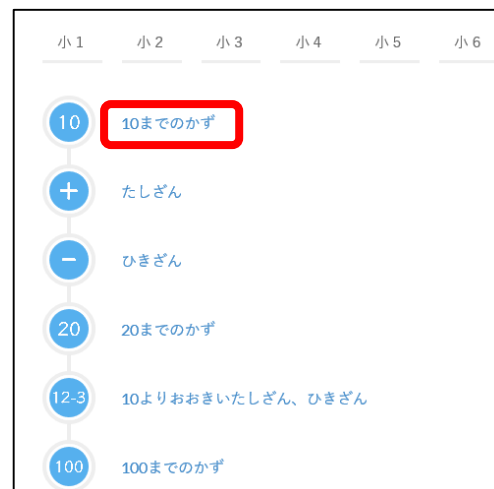 小1 小2 小3 小4 小5 小6
10 10までのかず
+ たしざん
− ひきざん
20 20までのかず
12-3 10よりおおきいたしざん、ひきざん
100 100までのかず